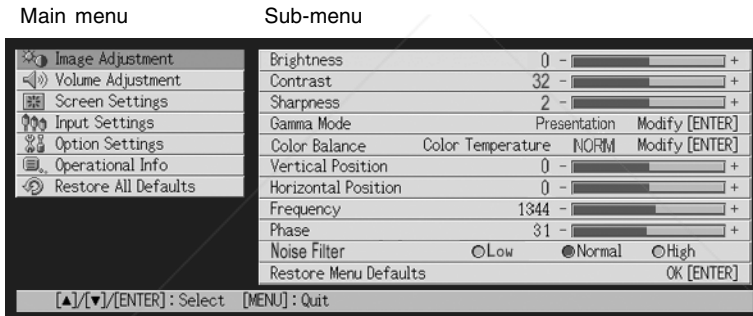 Main menu
Sub-menu
Image Adjustment
Volume Adjustment
Screen Settings
Input Settings
Option Settings
Operational Info
Restore All Defaults
Brightness 0 - +
Contrast 32 - +
Sharpness 2 - +
Gamma Mode Presentation Modify [ENTER]
Color Balance Color Temperature NORM Modify [ENTER]
Vertical Position 0 - +
Horizontal Position 0 - +
Frequency 1344 - +
Phase 31 - +
Noise Filter Low Normal High
Restore Menu Defaults OK [ENTER]
[▲]/[▼]/[ENTER] : Select [MENU] : Quit